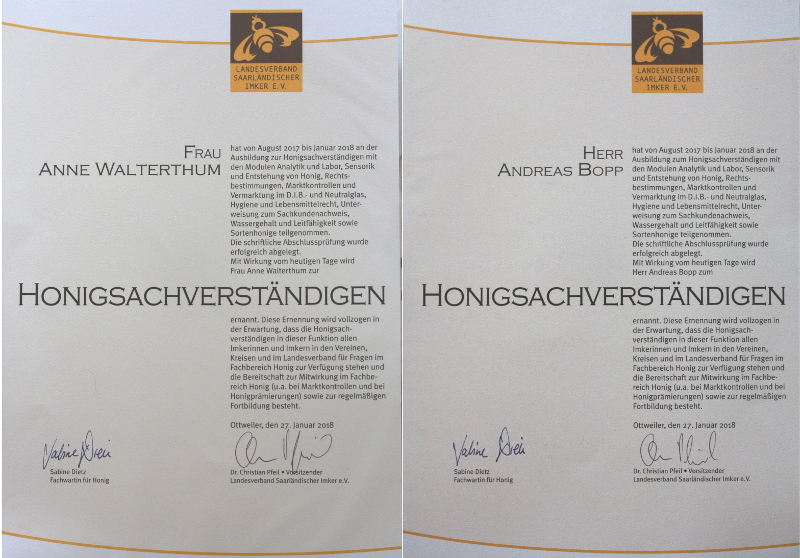 LANDESVERBAND
SAARLÄNDISCHER
IMKER E.V.
FRAU
ANNE WALTERTHUM
hat von August 2017 bis Januar 2018 an der
Ausbildung zur Honigsachverständigen mit
den Modulen Analytik und Labor, Sensorik
und Entstehung von Honig, Rechts-
bestimmungen, Marktkontrollen und
Vermarktung im D.I.B.- und Neutralglas,
Hygiene und Lebensmittelrecht, Unter-
weisung zum Sachkundenachweis,
Wassergehalt und Leitfähigkeit sowie
Sortenhonige teilgenommen.
Die schriftliche Abschlussprüfung wurde
erfolgreich abgelegt.
Mit Wirkung vom heutigen Tage wird
Frau Anne Walterthum zur
HONIGSACHVERSTÄNDIGEN
ernannt. Diese Ernennung wird vollzogen in
der Erwartung, dass die Honigsach-
verständigen in dieser Funktion allen
Imkerinnen und Imkern in den Vereinen,
Kreisen und im Landesverband für Fragen im
Fachbereich Honig zur Verfügung stehen und
die Bereitschaft zur Mitwirkung im Fachbe-
reich Honig (u.a. bei Marktkontrollen und bei
Honigprämierungen) sowie zur regelmäßigen
Fortbildung besteht.
Ottweiler, den 27. Januar 2018
Sabine Dietz
Fachwartin für Honig
Dr. Christian Pfeil • Vorsitzender
Landesverband Saarländischer Imker e.V.
LANDESVERBAND
SAARLÄNDISCHER
IMKER E.V.
HERR
ANDREAS BOPP
hat von August 2017 bis Januar 2018 an der
Ausbildung zum Honigsachverständigen mit
den Modulen Analytik und Labor, Sensorik
und Entstehung von Honig, Rechts-
bestimmungen, Marktkontrollen und
Vermarktung im D.I.B.- und Neutralglas,
Hygiene und Lebensmittelrecht, Unter-
weisung zum Sachkundenachweis,
Wassergehalt und Leitfähigkeit sowie
Sortenhonige teilgenommen.
Die schriftliche Abschlussprüfung wurde
erfolgreich abgelegt.
Mit Wirkung vom heutigen Tage wird
Herr Andreas Bopp zum
HONIGSACHVERSTÄNDIGEN
ernannt. Diese Ernennung wird vollzogen in
der Erwartung, dass die Honigsach-
verständigen in dieser Funktion allen
Imkerinnen und Imkern in den Vereinen,
Kreisen und im Landesverband für Fragen im
Fachbereich Honig zur Verfügung stehen und
die Bereitschaft zur Mitwirkung im Fachbe-
reich Honig (u.a. bei Marktkontrollen und bei
Honigprämierungen) sowie zur regelmäßigen
Fortbildung besteht.
Ottweiler, den 27. Januar 2018
Sabine Dietz
Fachwartin für Honig
Dr. Christian Pfeil • Vorsitzender
Landesverband Saarländischer Imker e.V.